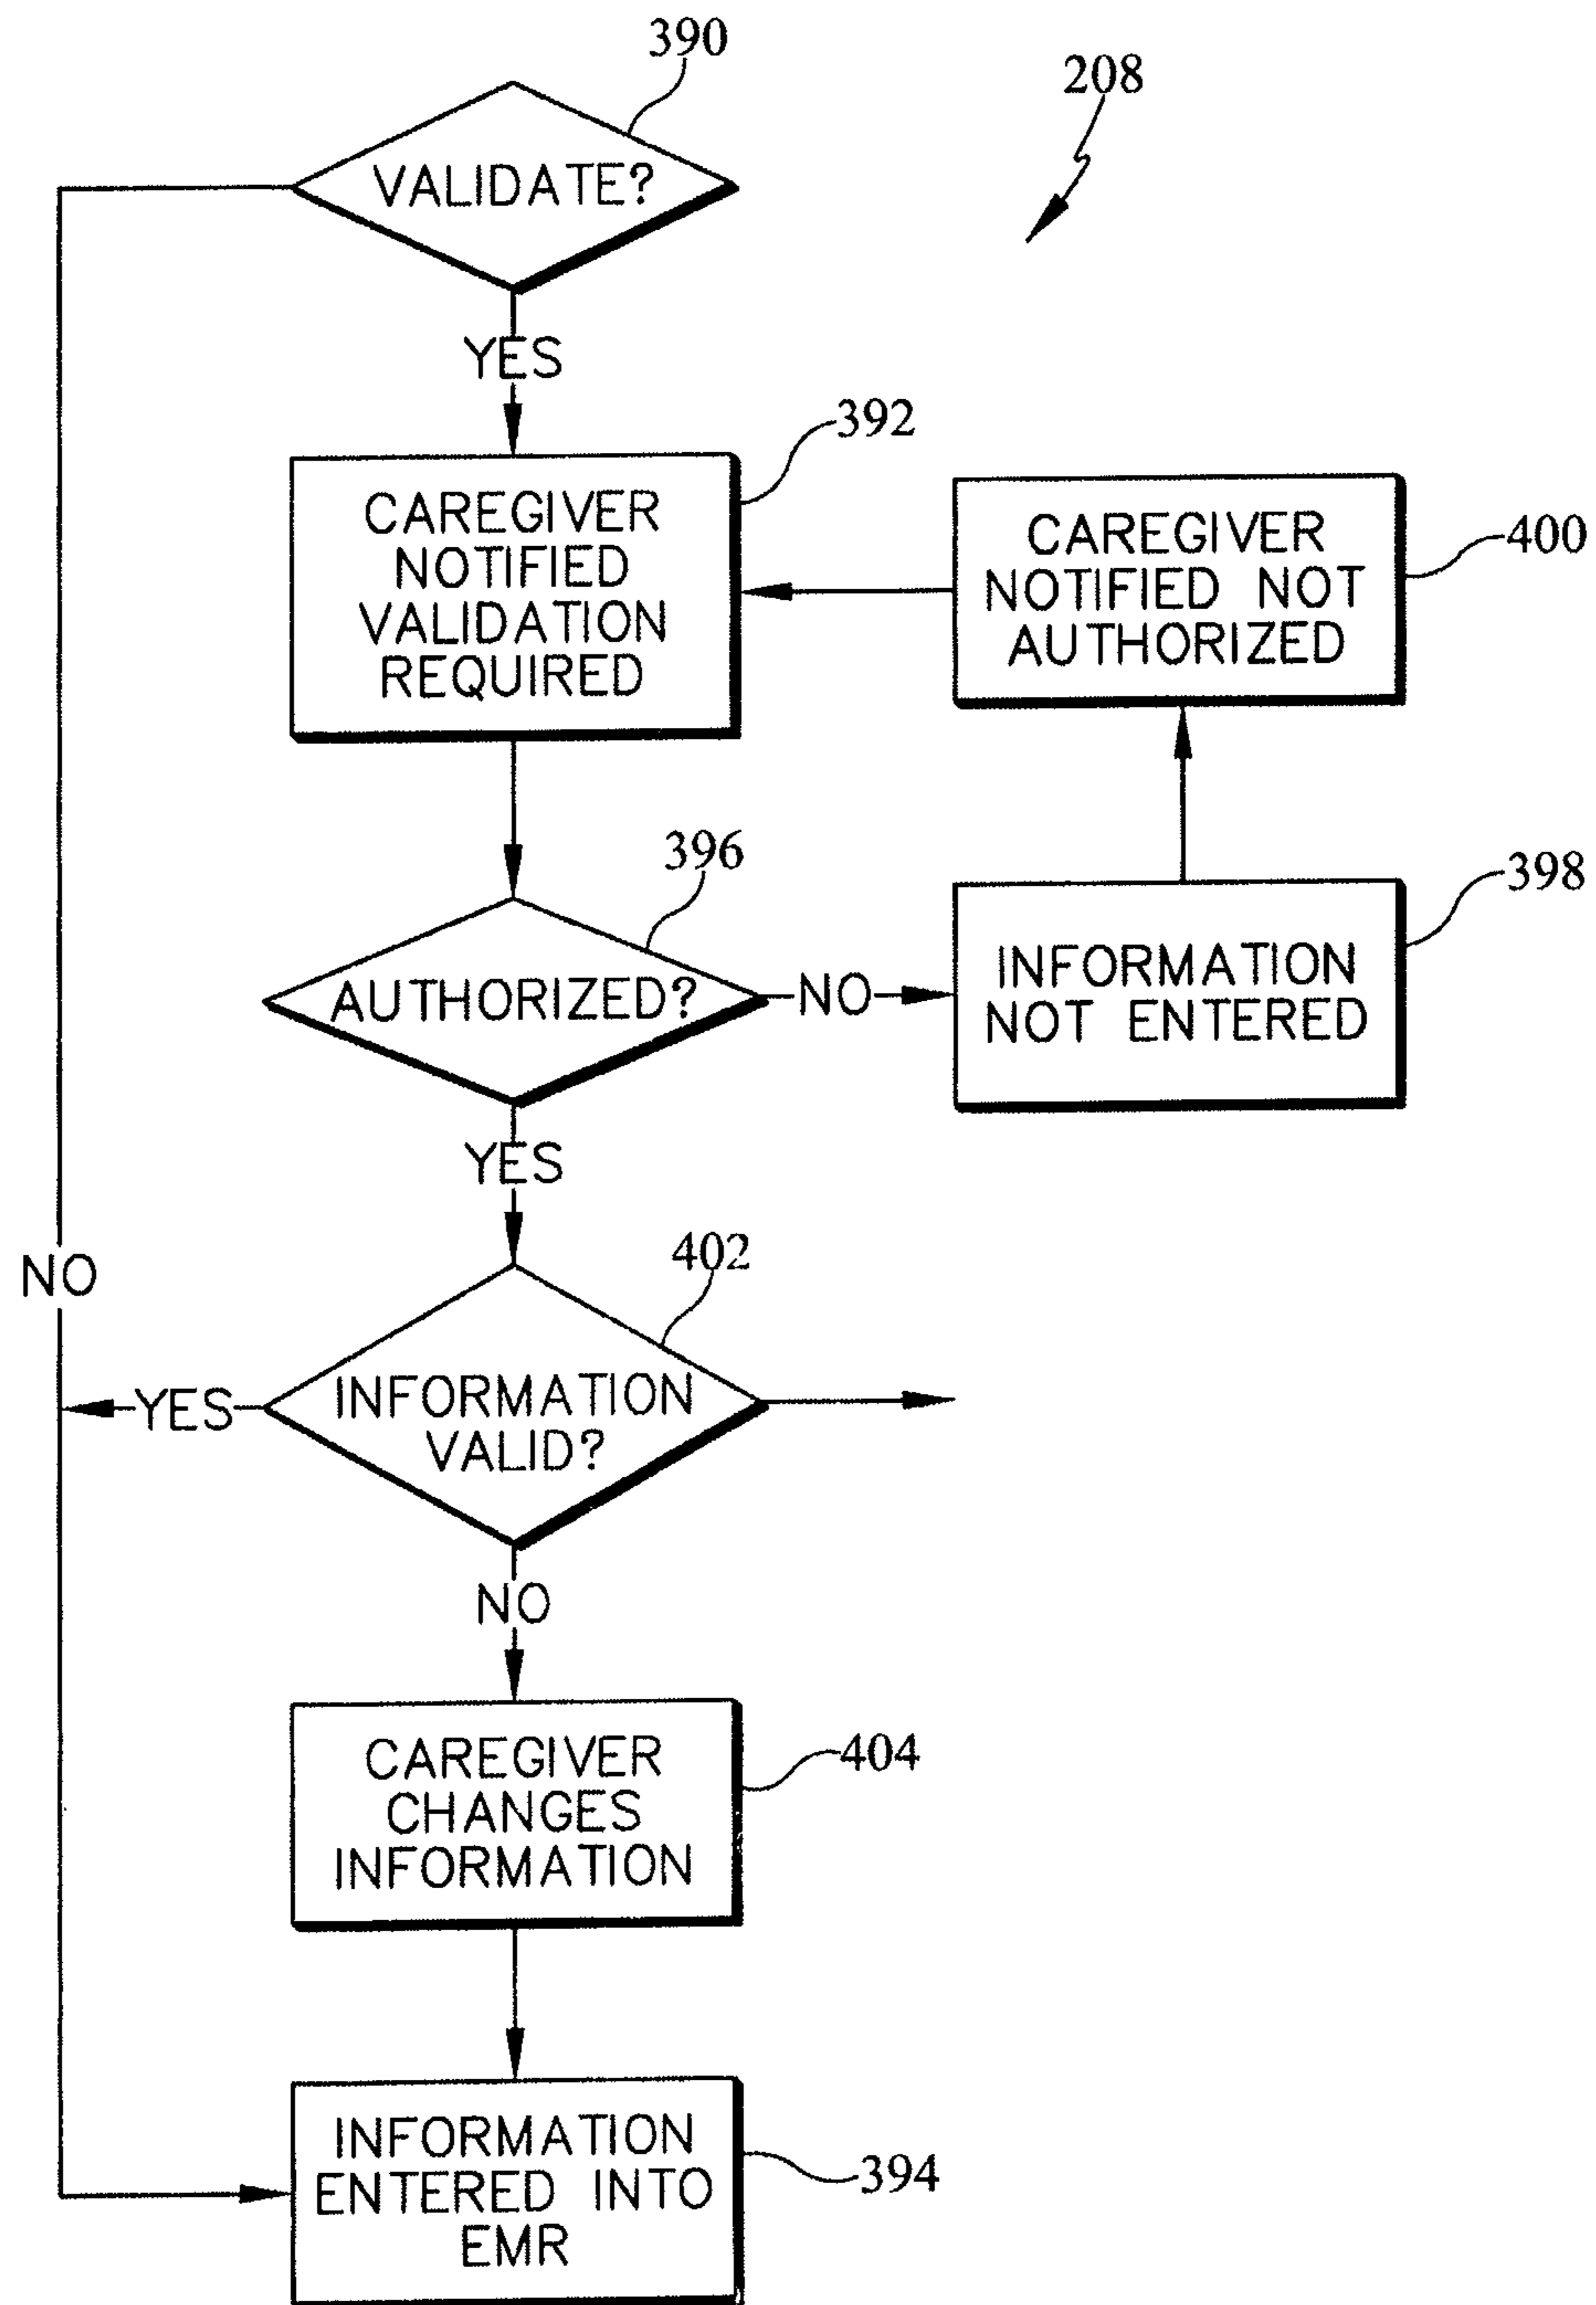 390
208
VALIDATE?
YES
392
CAREGIVER
NOTIFIED
VALIDATION
REQUIRED
CAREGIVER
NOTIFIED NOT
AUTHORIZED
400
396
398
AUTHORIZED?
NO
INFORMATION
NOT ENTERED
YES
NO
402
YES
INFORMATION
VALID?
NO
CAREGIVER
CHANGES
INFORMATION
404
INFORMATION
ENTERED INTO
EMR
394